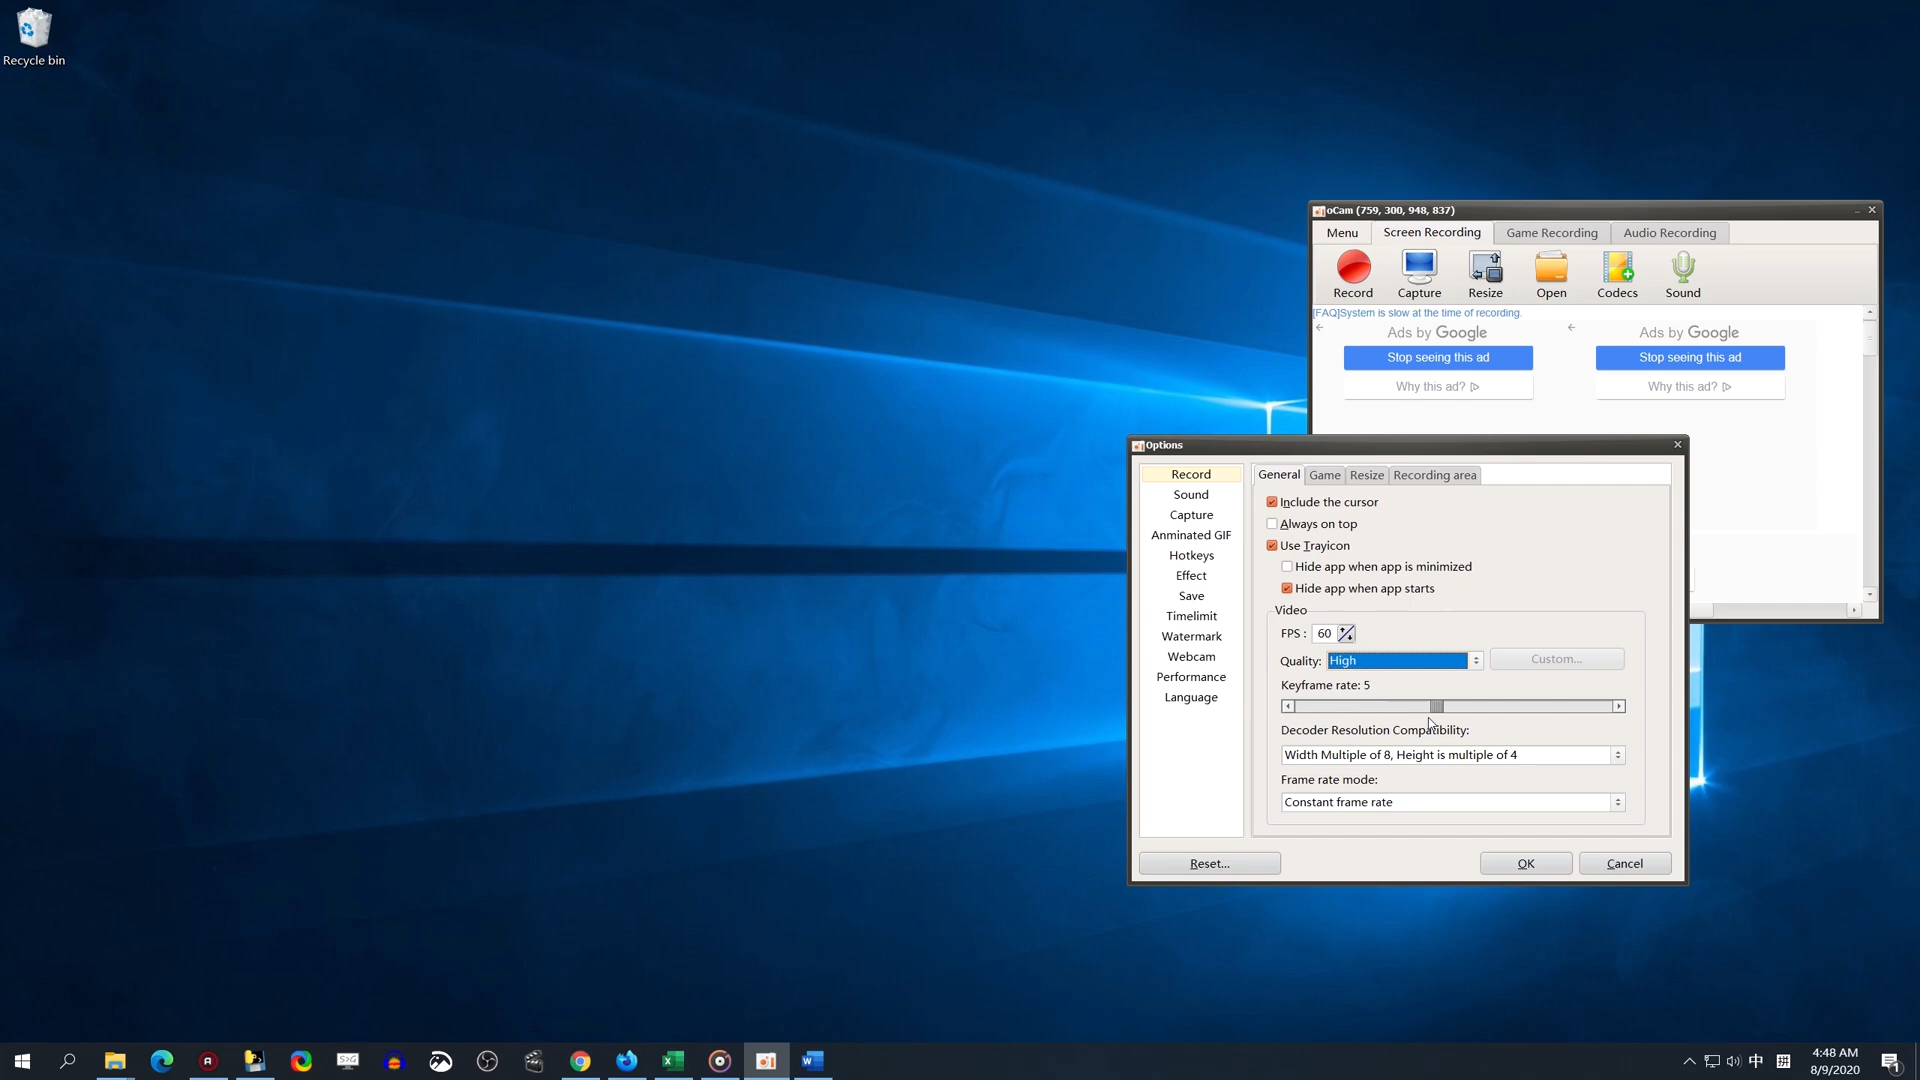 Recycle bin
oCam (759, 300, 948, 837)
Menu
Screen Recording
Game Recording
Audio Recording
Record
Capture
Resize
Open
Codecs
Sound
[FAQ]System is slow at the time of recording.
Ads by Google
Stop seeing this ad
Why this ad?
Ads by Google
Stop seeing this ad
Why this ad?
Options
Record
Sound
Capture
Anminated GIF
Hotkeys
Effect
Save
Timelimit
Watermark
Webcam
Performance
Language
General
Game
Resize
Recording area
Include the cursor
Always on top
Use Trayicon
Hide app when app is minimized
Hide app when app starts
Video
FPS : 60
Quality: High
Custom...
Keyframe rate: 5
Decoder Resolution Compatibility:
Width Multiple of 8, Height is multiple of 4
Frame rate mode:
Constant frame rate
Reset...
OK
Cancel
中
拼
4:48 AM
8/9/2020
1